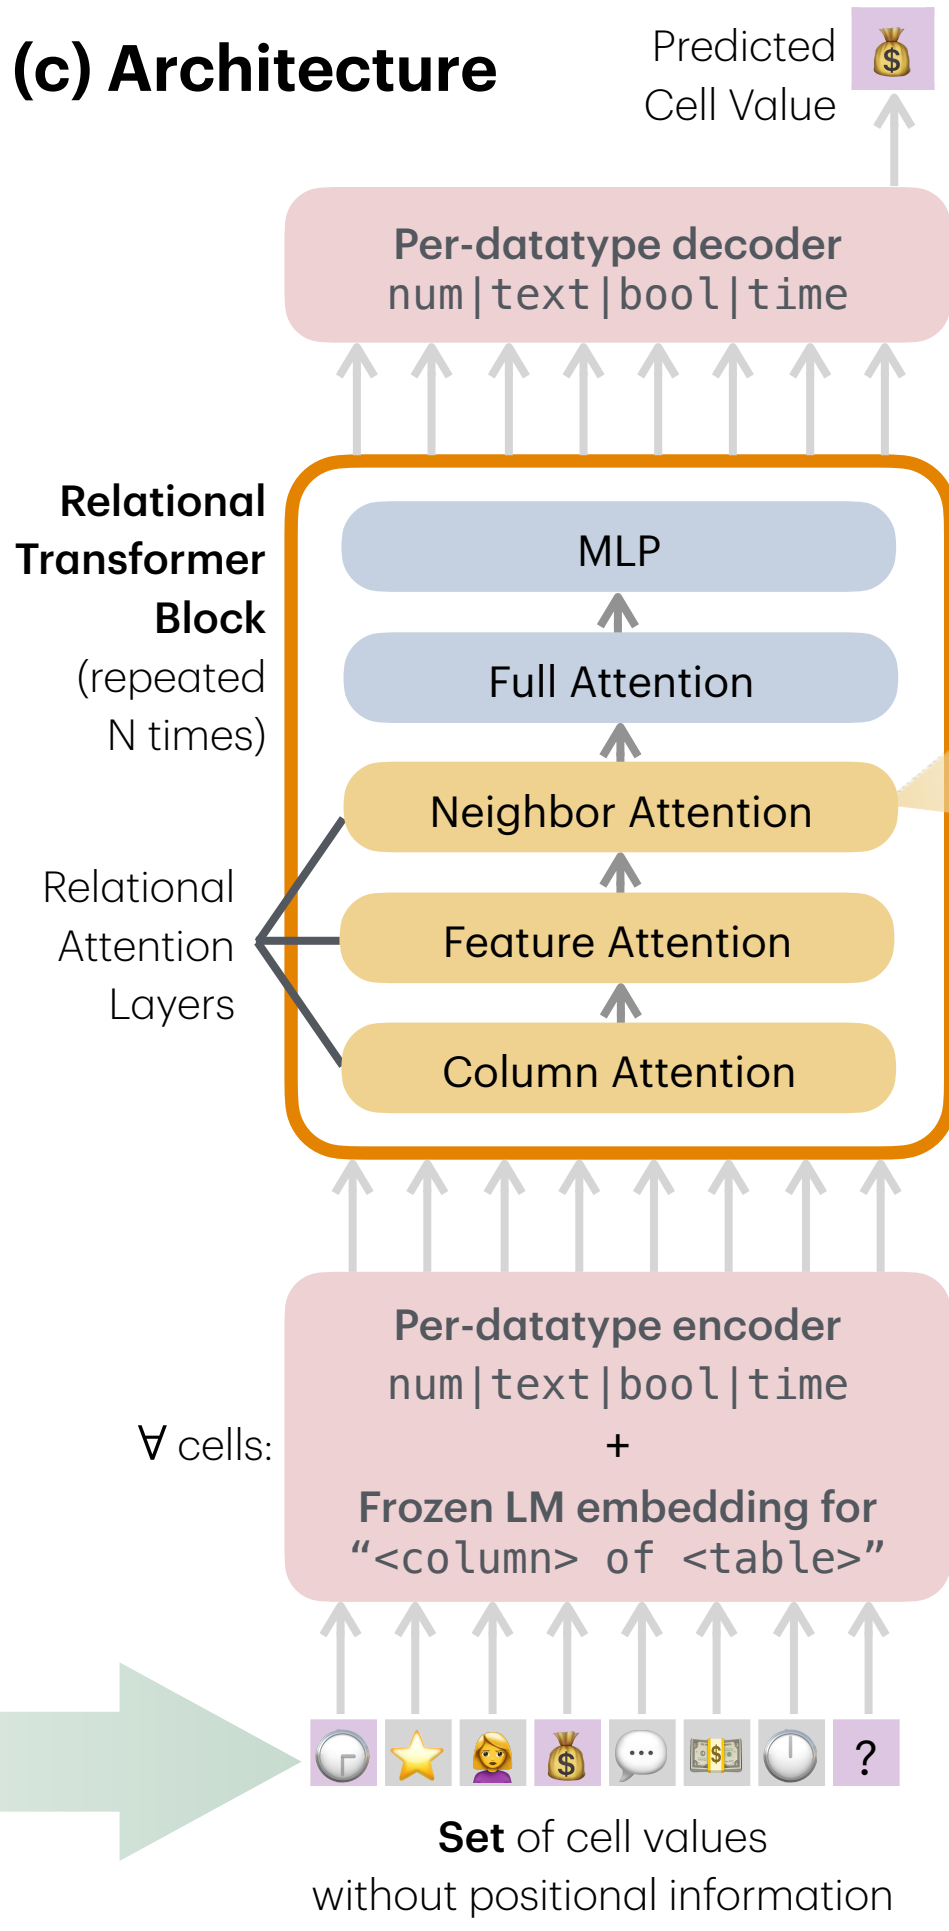 (c) Architecture
Predicted
Cell Value
Per-datatype decoder
num|text|bool|time
Relational
Transformer
Block
(repeated
N times)
MLP
Full Attention
Neighbor Attention
Feature Attention
Column Attention
Relational
Attention
Layers
Per-datatype encoder
num|text|bool|time
+
∀ cells:
Frozen LM embedding for
“<column> of <table>”
?
Set of cell values
without positional information